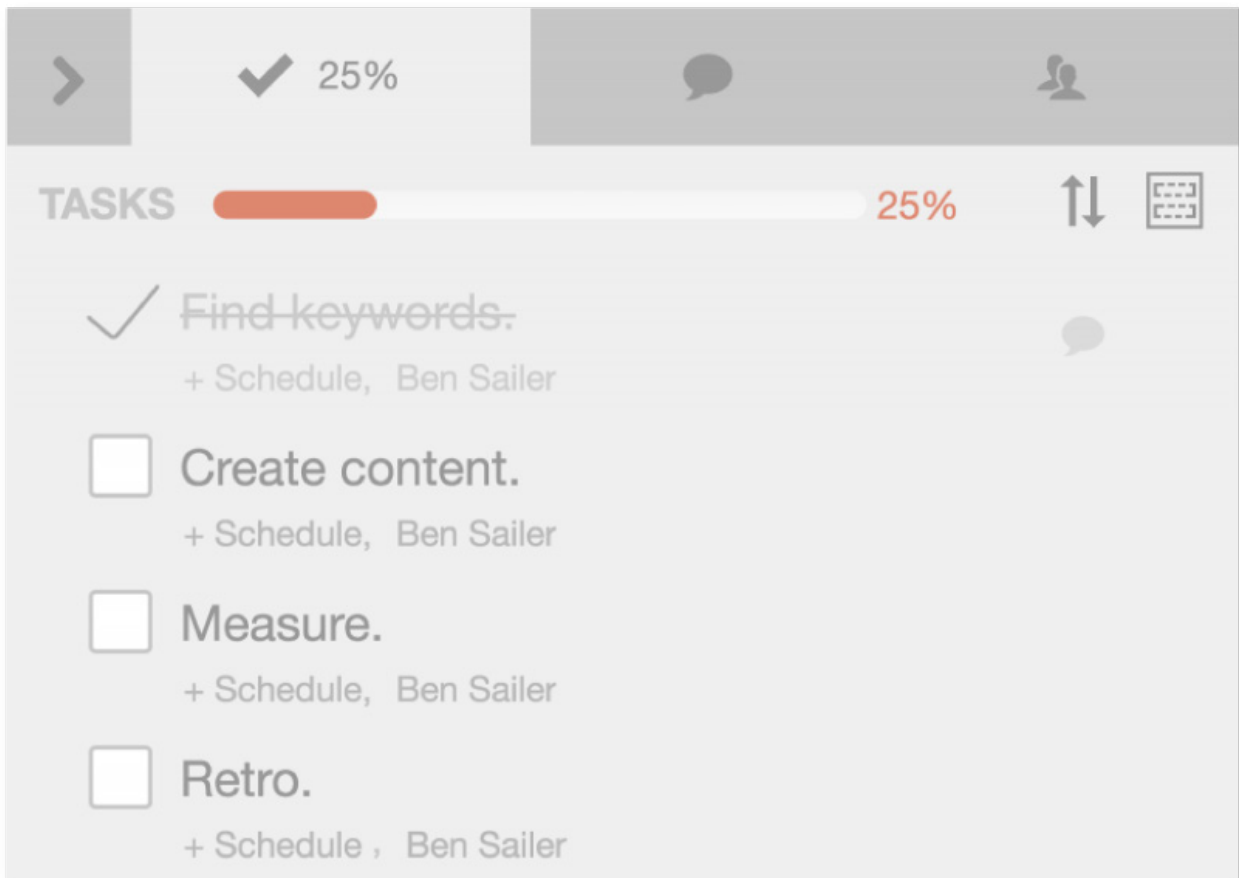 25%
TASKS 25%
Find keywords.
+ Schedule, Ben Sailer
Create content.
+ Schedule, Ben Sailer
Measure.
+ Schedule, Ben Sailer
Retro.
+ Schedule , Ben Sailer